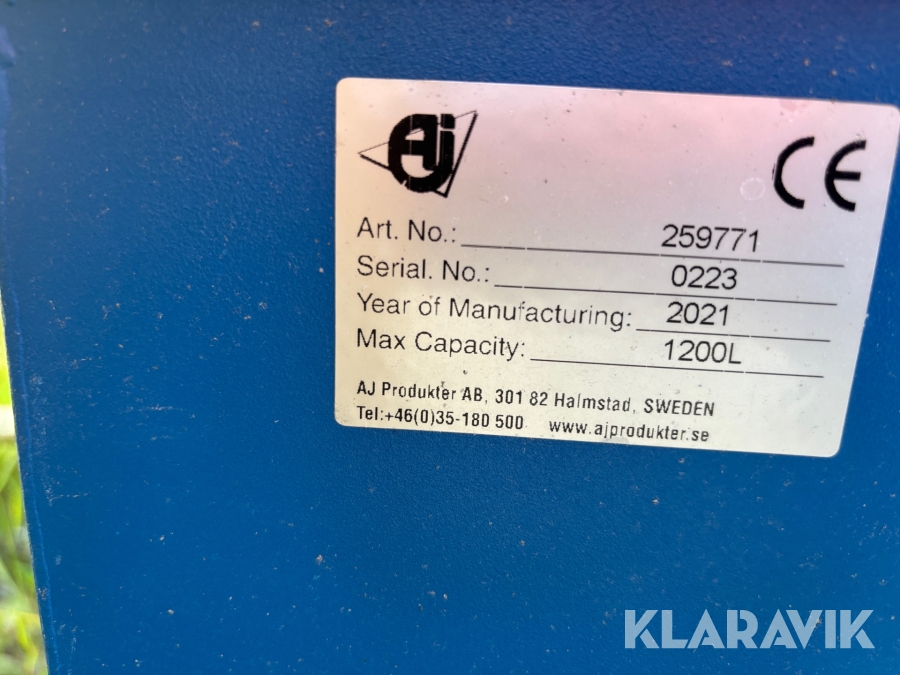 Aj
CE
Art. No.: 259771
Serial. No.: 0223
Year of Manufacturing: 2021
Max Capacity: 1200L
AJ Produkter AB, 301 82 Halmstad, SWEDEN
Tel:+46(0)35-180 500 www.ajprodukter.se
KLARAVIK